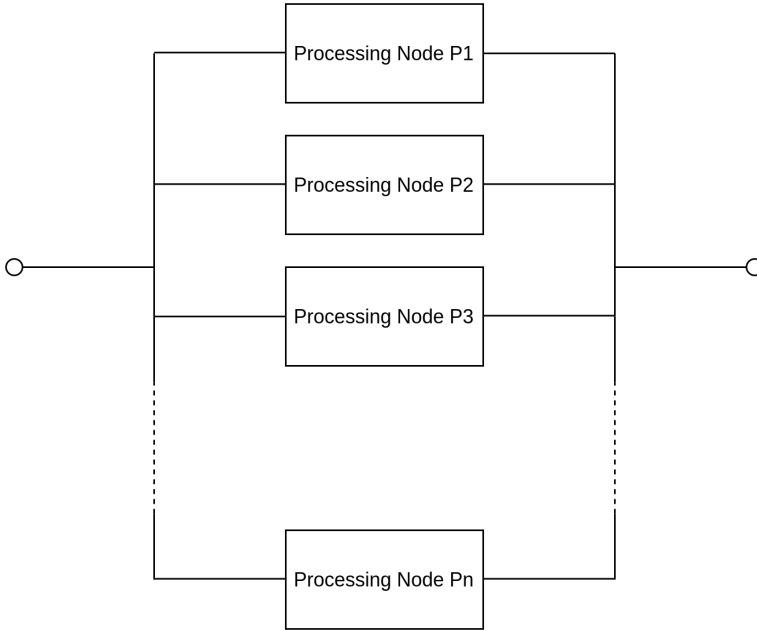 Processing Node P1
Processing Node P2
Processing Node P3
Processing Node Pn